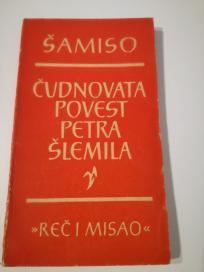 ŠAMISO
ČUDNOVATA
POVEST
PETRA
ŠLEMILA
»REČ I MISAO«